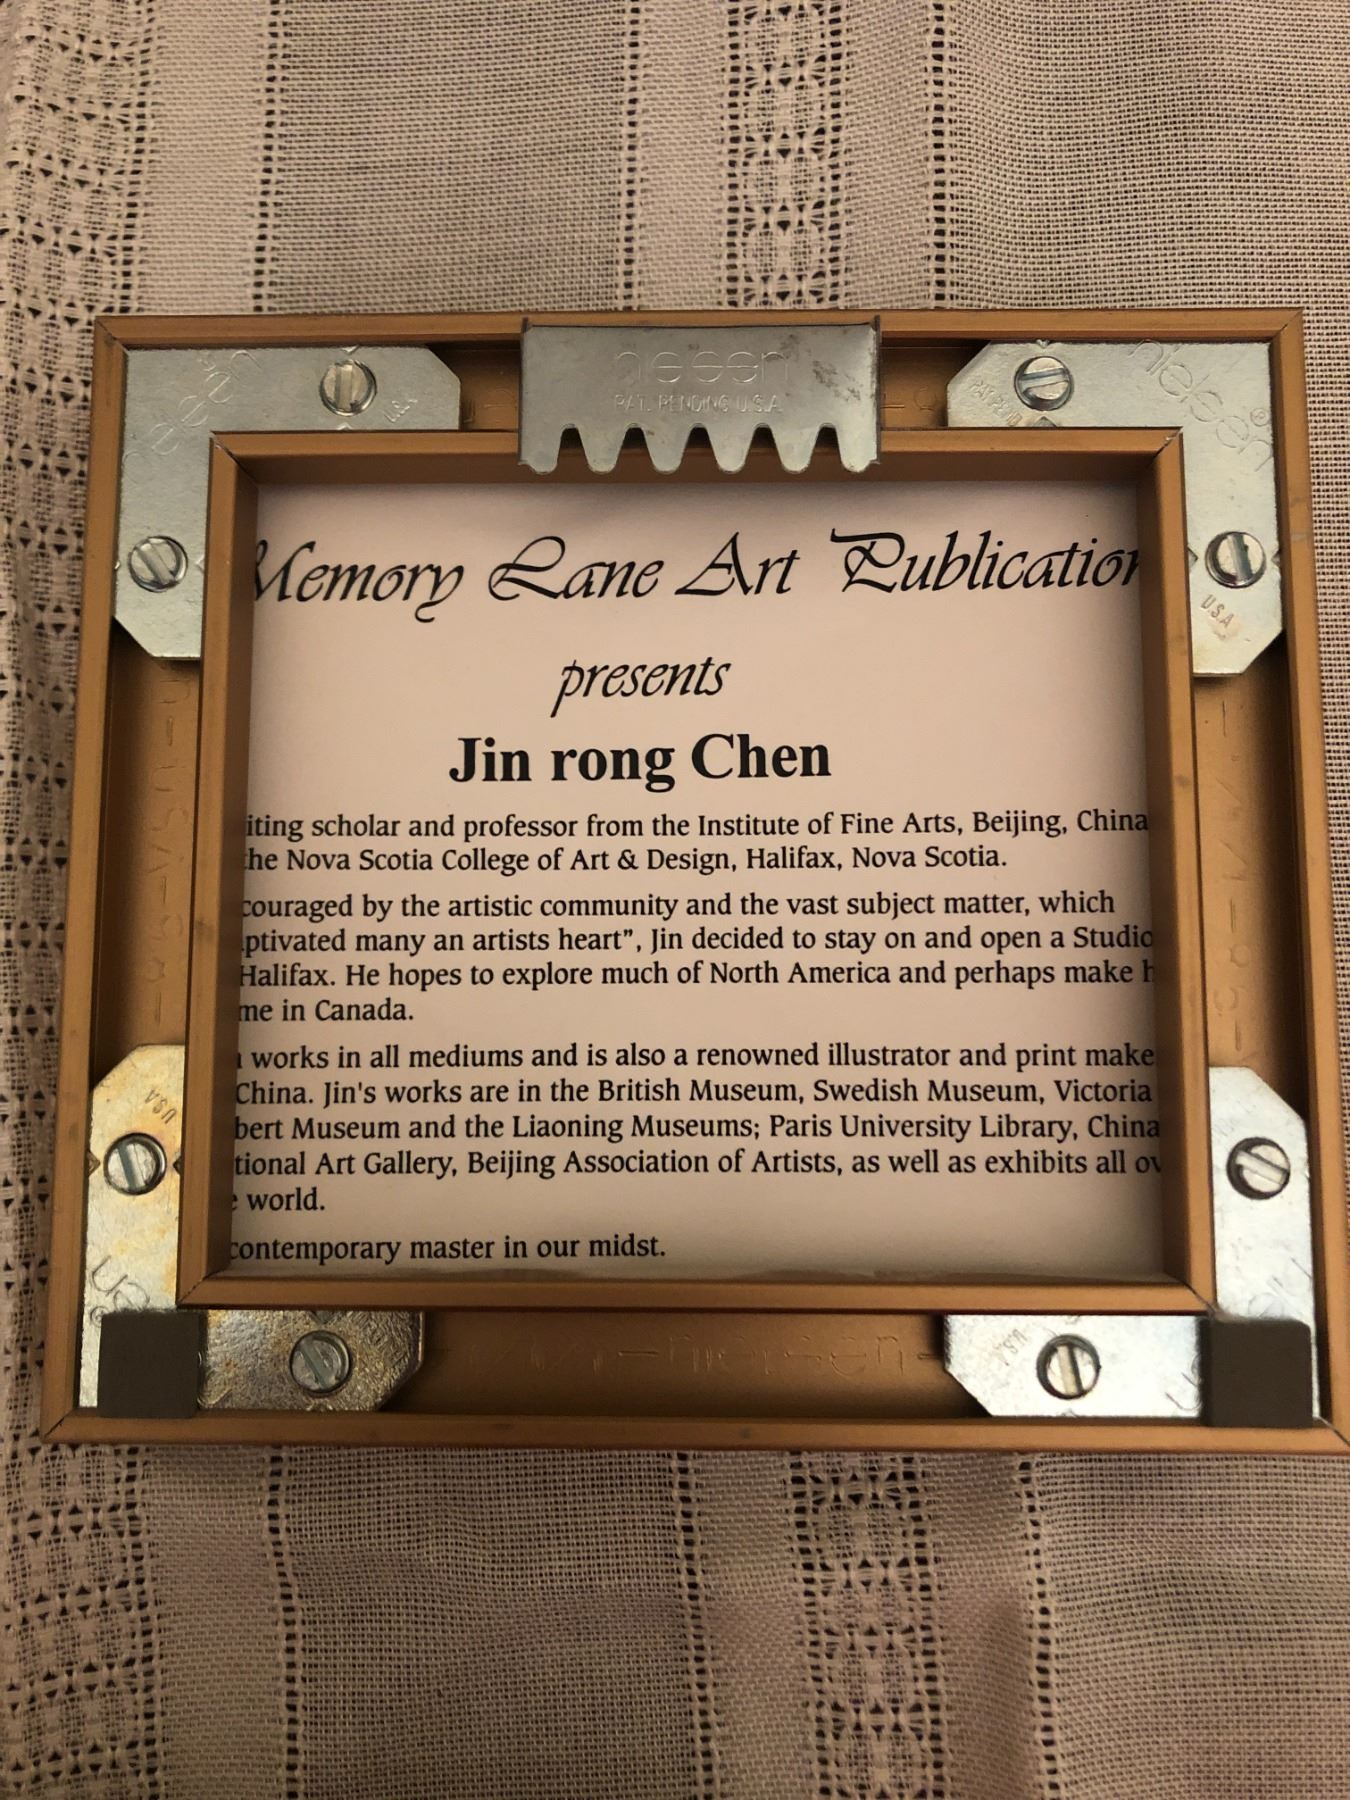 nielsen
PAT. PENDING U.S.A
nielsen®
U.S.A.
U.S.A.
Memory Lane Art Publication
presents
Jin rong Chen
iting scholar and professor from the Institute of Fine Arts, Beijing, China
the Nova Scotia College of Art & Design, Halifax, Nova Scotia.
couraged by the artistic community and the vast subject matter, which
ptivated many an artists heart", Jin decided to stay on and open a Studio
Halifax. He hopes to explore much of North America and perhaps make h
me in Canada.
works in all mediums and is also a renowned illustrator and print make
China. Jin's works are in the British Museum, Swedish Museum, Victoria
bert Museum and the Liaoning Museums; Paris University Library, China
tional Art Gallery, Beijing Association of Artists, as well as exhibits all ov
e world.
contemporary master in our midst.
USA
U.S.A.
nielsen